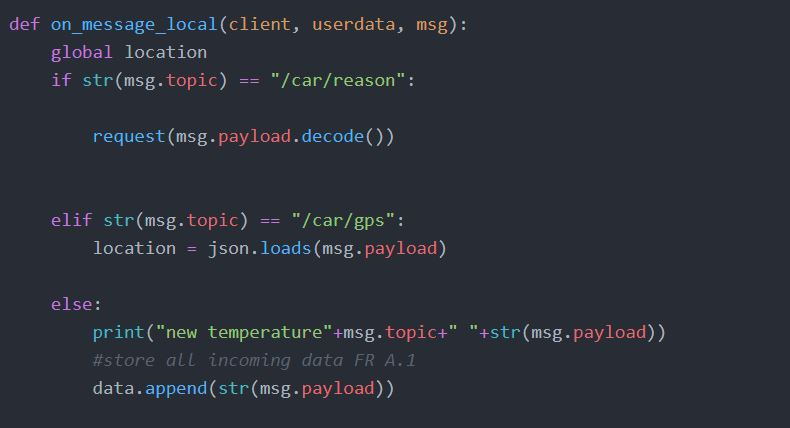 def on_message_local(client, userdata, msg):
    global location
    if str(msg.topic) == "/car/reason":
        request(msg.payload.decode())
    elif str(msg.topic) == "/car/gps":
        location = json.loads(msg.payload)
    else:
        print("new temperature"+msg.topic+" "+str(msg.payload))
        #store all incoming data FR A.1
        data.append(str(msg.payload))